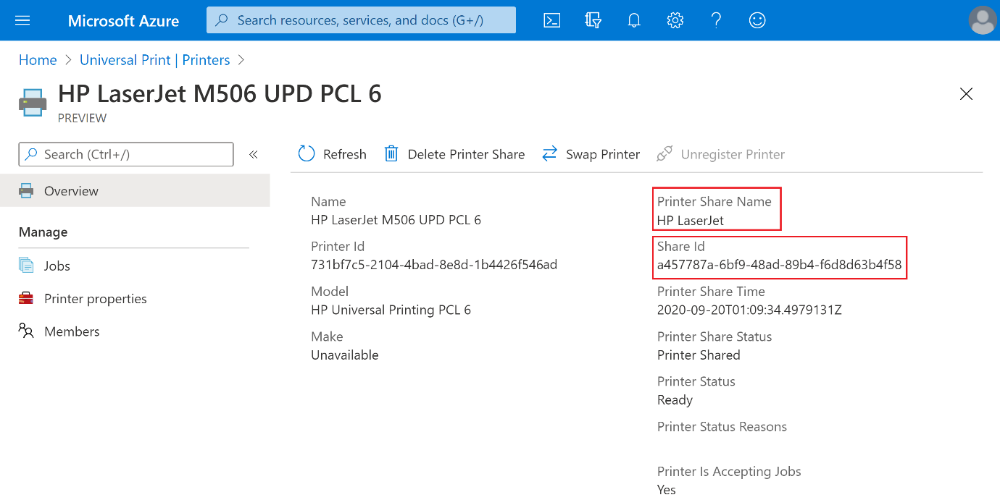 Microsoft Azure
Search resources, services, and docs (G+/)
Home > Universal Print | Printers >
HP LaserJet M506 UPD PCL 6
PREVIEW
Search (Ctrl+/)
«
Refresh
Delete Printer Share
Swap Printer
Unregister Printer
Overview
Manage
Jobs
Printer properties
Members
Name
HP LaserJet M506 UPD PCL 6
Printer Id
731bf7c5-2104-4bad-8e8d-1b4426f546ad
Model
HP Universal Printing PCL 6
Make
Unavailable
Printer Share Name
HP LaserJet
Share Id
a457787a-6bf9-48ad-89b4-f6d8d63b4f58
Printer Share Time
2020-09-20T01:09:34.4979131Z
Printer Share Status
Printer Shared
Printer Status
Ready
Printer Status Reasons
Printer Is Accepting Jobs
Yes